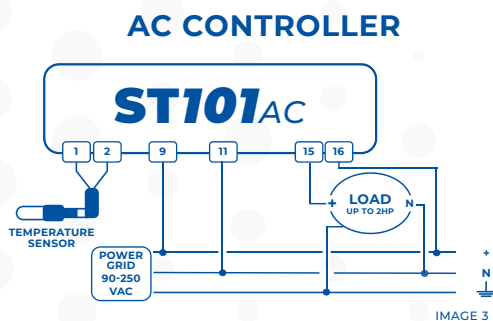 AC CONTROLLER
ST101AC
1 2 9 11 15 16
+ LOAD N
UP TO 2HP
TEMPERATURE
SENSOR
POWER
GRID
90-250
VAC
+
N
IMAGE 3